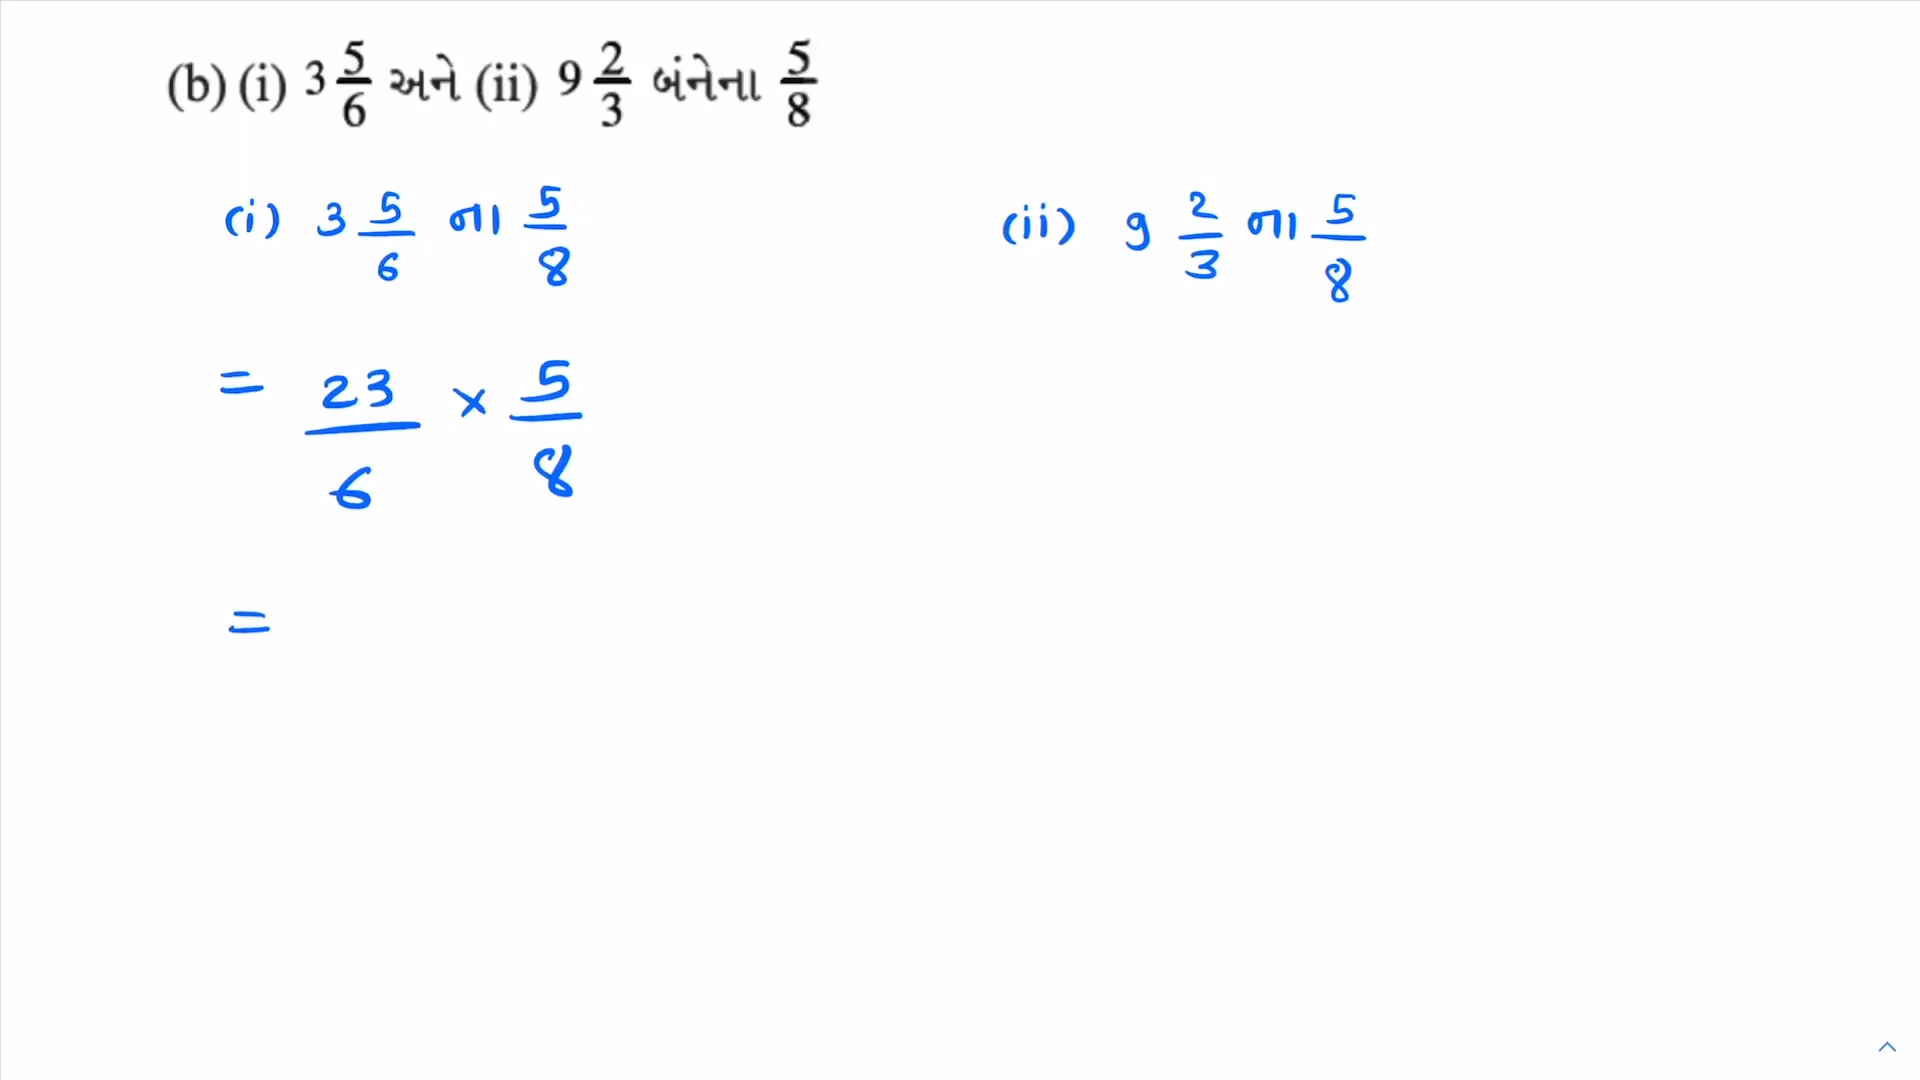 (b) (i) 3 5/6 અને (ii) 9 2/3 બંનેના 5/8
(i) 3 5/6 ના 5/8
(ii) 9 2/3 ના 5/8
= 23/6 × 5/8
=